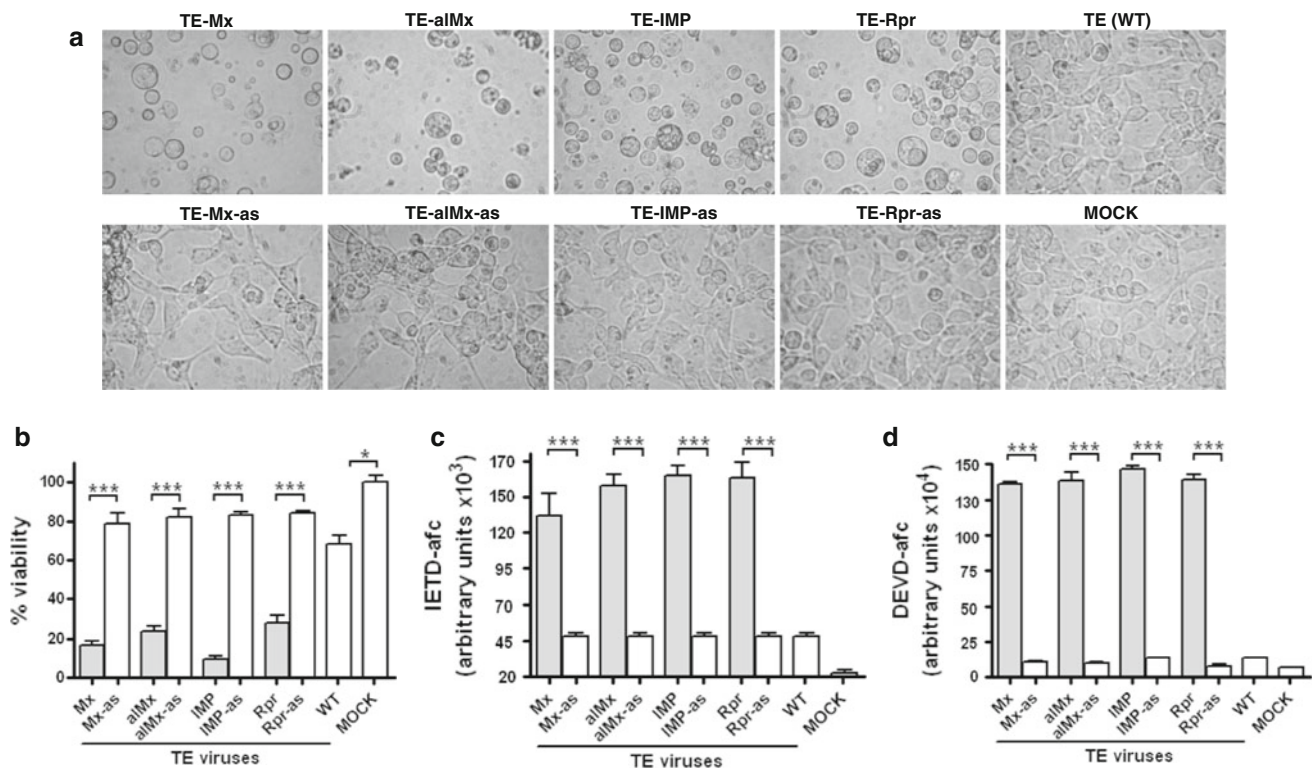 a
TE-Mx
TE-alMx
TE-IMP
TE-Rpr
TE (WT)
TE-Mx-as
TE-alMx-as
TE-IMP-as
TE-Rpr-as
MOCK
b
% viability
100
80
60
40
20
0
***
***
***
***
*
Mx
Mx-as
alMx
alMx-as
IMP
IMP-as
Rpr
Rpr-as
WT
MOCK
TE viruses
c
IETD-afc
(arbitrary units x10³)
170
150
120
95
70
45
20
***
***
***
***
Mx
Mx-as
alMx
alMx-as
IMP
IMP-as
Rpr
Rpr-as
WT
MOCK
TE viruses
d
DEVD-afc
(arbitrary units x10⁴)
150
130
100
75
50
25
0
***
***
***
***
Mx
Mx-as
alMx
alMx-as
IMP
IMP-as
Rpr
Rpr-as
WT
MOCK
TE viruses